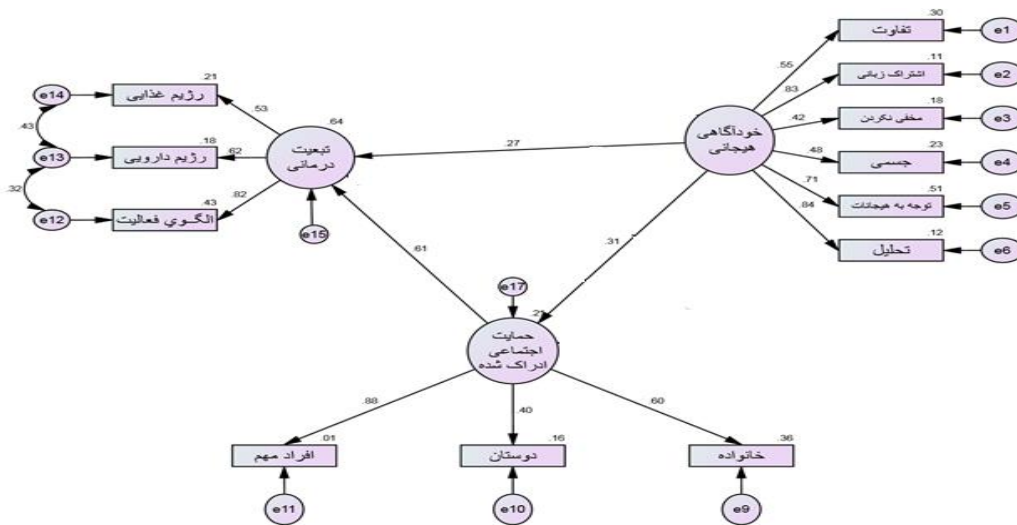 .30
تفاوت
e1
.55
.11
اشتراک زبانی
e2
.83
.18
مخفی نکردن
e3
.42
.23
جسمی
e4
.48
.51
توجه به هیجانات
e5
.71
.12
تحلیل
e6
.84
خودآگاهی
هیجانی
.27
.31
.64
تبعیت
درمانی
e15
.21
رژیم غذایی
e14
.53
.43
.18
رژیم دارویی
e13
.62
.32
.43
الگوي فعالیت
e12
.82
.61
e17
حمایت
اجتماعی
ادراک شده
.88
.40
.60
.01
افراد مهم
e11
.16
دوستان
e10
.36
خانواده
e9